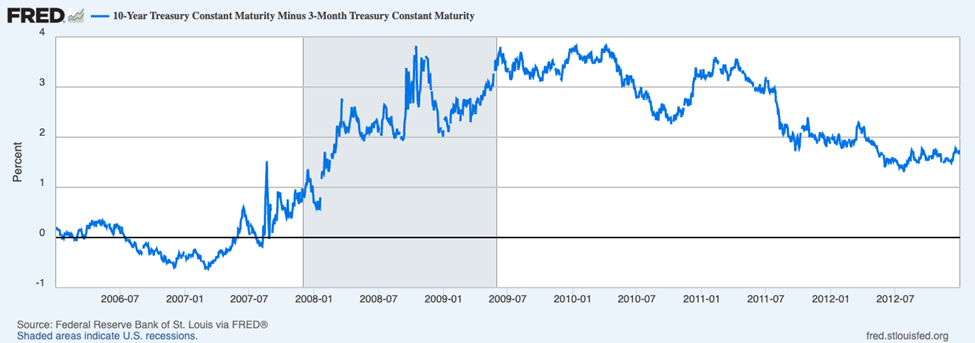 FRED 10-Year Treasury Constant Maturity Minus 3-Month Treasury Constant Maturity
4
3
2
1
0
-1
Percent
2006-07 2007-01 2007-07 2008-01 2008-07 2009-01 2009-07 2010-01 2010-07 2011-01 2011-07 2012-01 2012-07
Source: Federal Reserve Bank of St. Louis via FRED®
Shaded areas indicate U.S. recessions. fred.stlouisfed.org